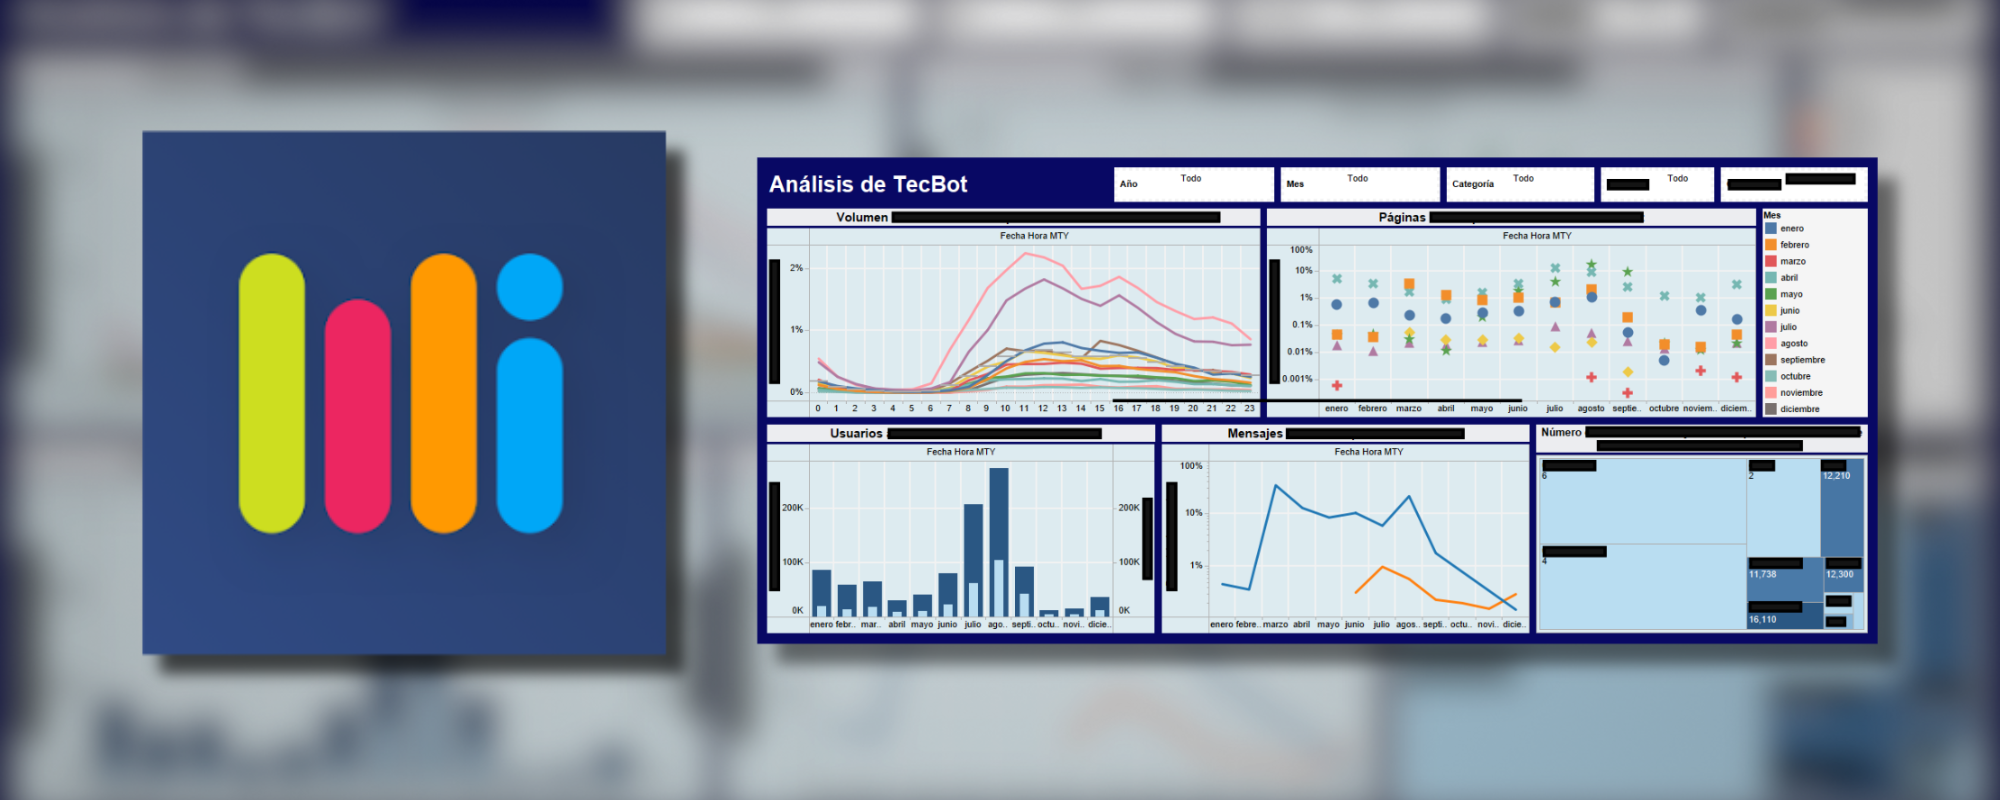 Análisis de TecBot
Año Todo
Mes Todo
Categoría Todo
Todo
Volumen
Fecha Hora MTY
2%
1%
0%
0 1 2 3 4 5 6 7 8 9 10 11 12 13 14 15 16 17 18 19 20 21 22 23
Páginas
Fecha Hora MTY
100%
10%
1%
0.1%
0.01%
0.001%
enero febrero marzo abril mayo junio julio agosto septie.. octubre noviem.. diciem..
Mes
enero
febrero
marzo
abril
mayo
junio
julio
agosto
septiembre
octubre
noviembre
diciembre
Usuarios
Fecha Hora MTY
200K
100K
0K
200K
100K
0K
enero febr.. mar.. abril mayo junio julio ago.. septi.. octu.. novi.. dicie..
Mensajes
Fecha Hora MTY
100%
10%
1%
enero febre.. marzo abril mayo junio julio agos.. septi.. octu.. novi.. dicie..
Número
6
2
12,210
4
11,738
12,300
16,110